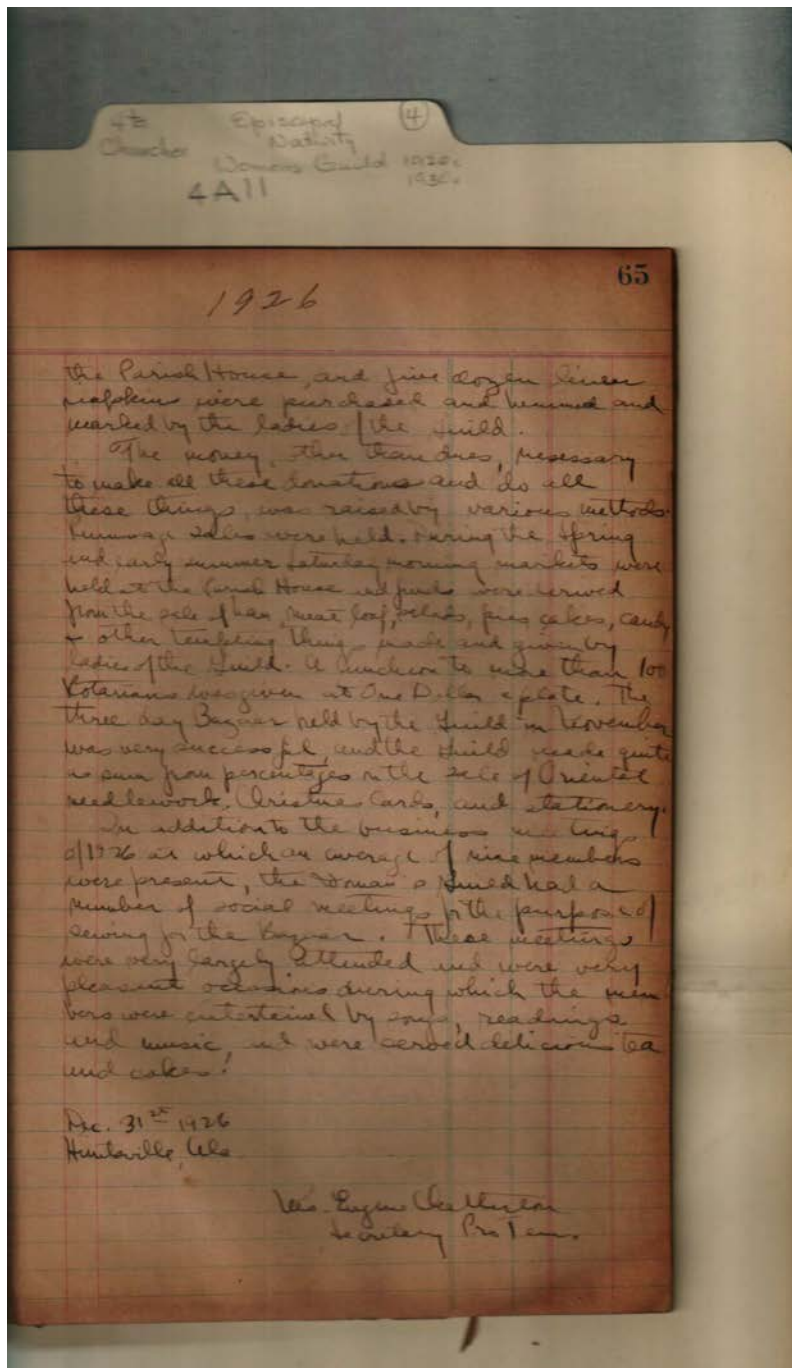 4th Episcopal 4
Churches Nativity
Womens Guild 1920s
4A11 1930s
65
1926
the Parish House, and five dozen linen
napkins were purchased and hemmed and
marked by the ladies of the Guild.
The money, other than dues, necessary
to make all these donations and do all
these things, was raised by various methods.
Rummage Sales were held. During the Spring
and early summer Saturday morning markets were
held at the Parish House and funds were derived
from the sale of ham, meat loaf, salads, pies cakes, candy
& other tempting things made and given by
ladies of the Guild. A luncheon to more than 100
Rotarians was given at One Dollar a plate. The
three day Bazaar held by the Guild in November
was very successful, and the Guild made quite
a sum from percentages on the sale of Oriental
needlework, Christmas Cards, and stationery.
In addition to the business meetings
of 1926 at which an average of nine members
were present, the Woman's Guild had a
number of social meetings for the purpose of
sewing for the Bazaar. These meetings
were very largely attended and were very
pleasant occasions during which the mem
bers were entertained by songs, readings
and music, and were served delicious tea
and cakes!
Dec. 31st 1926
Huntsville, Ala
Mrs. Eugene
Secretary Pro Tem.